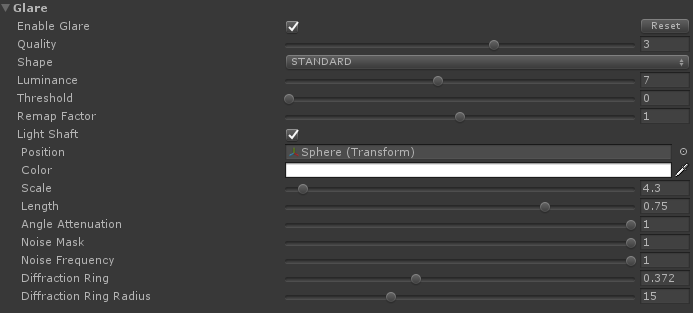 Glare
Enable Glare Reset
Quality 3
Shape STANDARD
Luminance 7
Threshold 0
Remap Factor 1
Light Shaft
Position Sphere (Transform)
Color
Scale 4.3
Length 0.75
Angle Attenuation 1
Noise Mask 1
Noise Frequency 1
Diffraction Ring 0.372
Diffraction Ring Radius 15